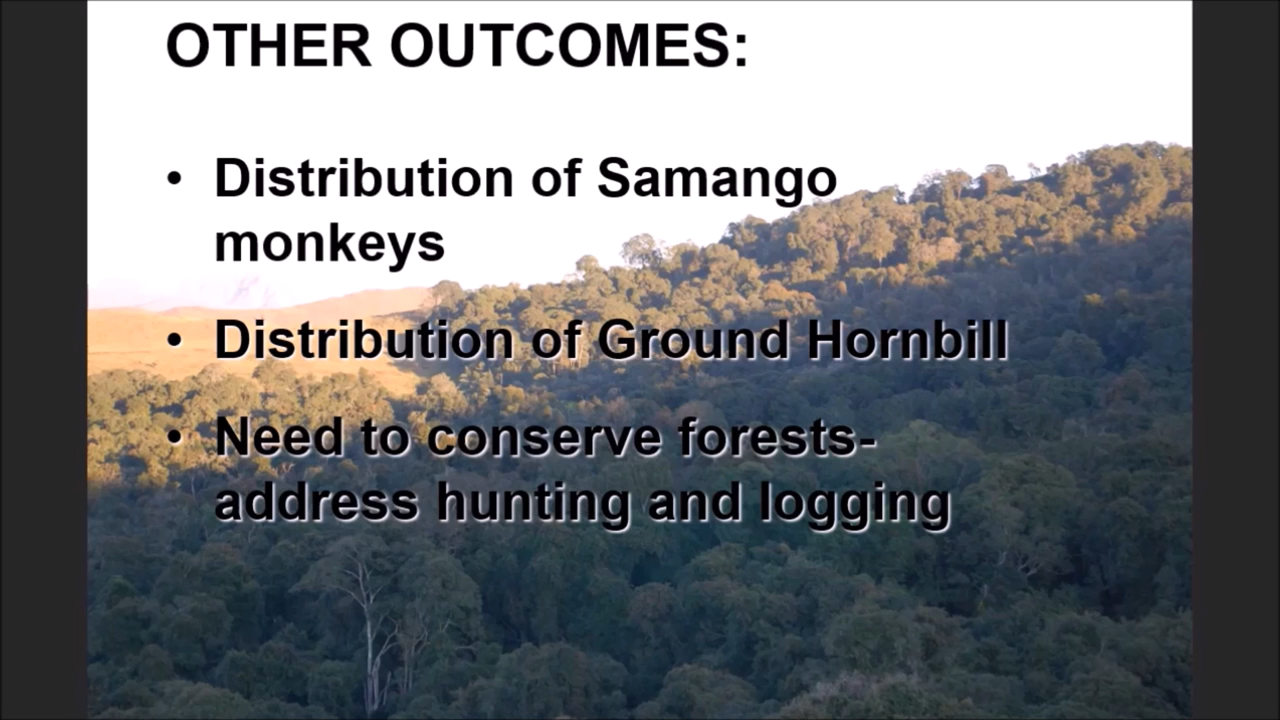 OTHER OUTCOMES:
• Distribution of Samango
monkeys
• Distribution of Ground Hornbill
• Need to conserve forests-
address hunting and logging